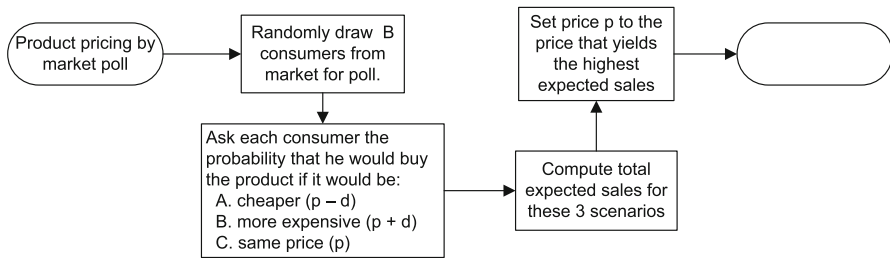 Product pricing by
market poll
Randomly draw B
consumers from
market for poll.
Ask each consumer the
probability that he would buy
the product if it would be:
A. cheaper (p – d)
B. more expensive (p + d)
C. same price (p)
Compute total
expected sales for
these 3 scenarios
Set price p to the
price that yields
the highest
expected sales